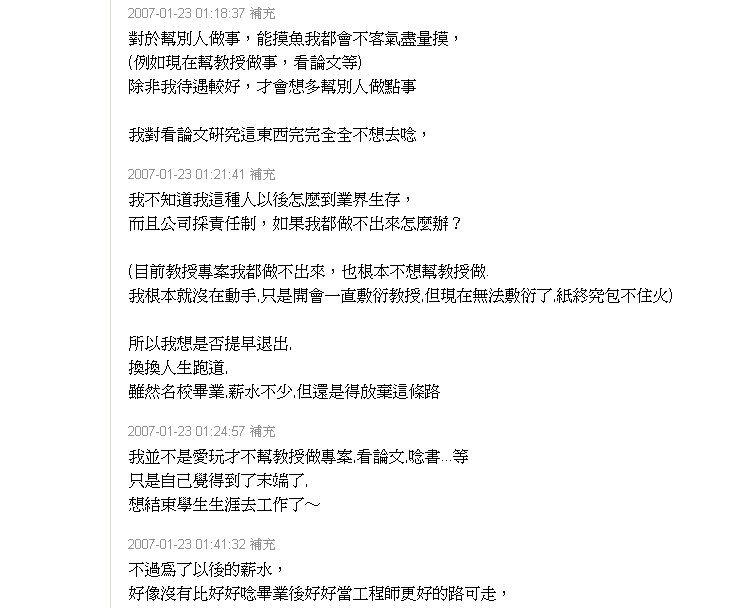 2007-01-23 01:18:37 補充
對於幫別人做事，能摸魚我都會不客氣盡量摸，
(例如現在幫教授做事，看論文等)
除非我待遇較好，才會想多幫別人做點事
我對看論文研究這東西完完全全不想去唸，
2007-01-23 01:21:41 補充
我不知道我這種人以後怎麼到業界生存，
而且公司採責任制，如果我都做不出來怎麼辦？
(目前教授專案我都做不出來，也根本不想幫教授做.
我根本就沒在動手,只是開會一直敷衍教授,但現在無法敷衍了,紙終究包不住火)
所以我想是否提早退出,
換換人生跑道,
雖然名校畢業,薪水不少,但還是得放棄這條路
2007-01-23 01:24:57 補充
我並不是愛玩才不幫教授做專案,看論文,唸書...等
只是自己覺得到了末端了,
想結束學生生涯去工作了～
2007-01-23 01:41:32 補充
不過為了以後的薪水，
好像沒有比好好唸畢業後好好當工程師更好的路可走，